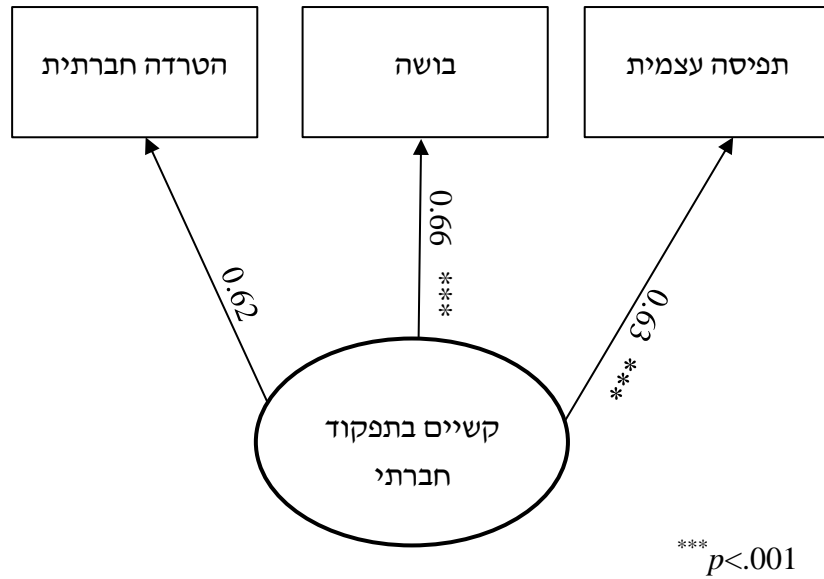 תפיסה עצמית
בושה
הטרדה חברתית
0.63 ***
0.66 ***
0.62
קשיים בתפקוד
חברתי
***p<.001